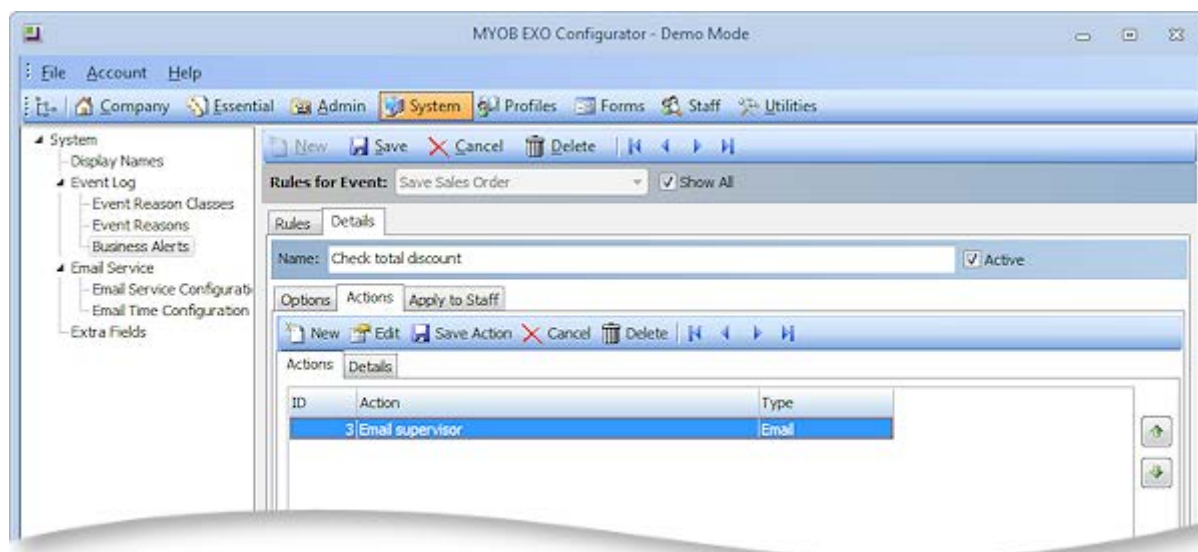 MYOB EXO Configurator - Demo Mode
File Account Help
Company Essential Admin System Profiles Forms Staff Utilities
System
Display Names
Event Log
Event Reason Classes
Event Reasons
Business Alerts
Email Service
Email Service Configurati
Email Time Configuration
Extra Fields
New Save Cancel Delete
Rules for Event: Save Sales Order Show All
Rules Details
Name: Check total discount Active
Options Actions Apply to Staff
New Edit Save Action Cancel Delete
Actions Details
ID Action Type
3 Email supervisor Email